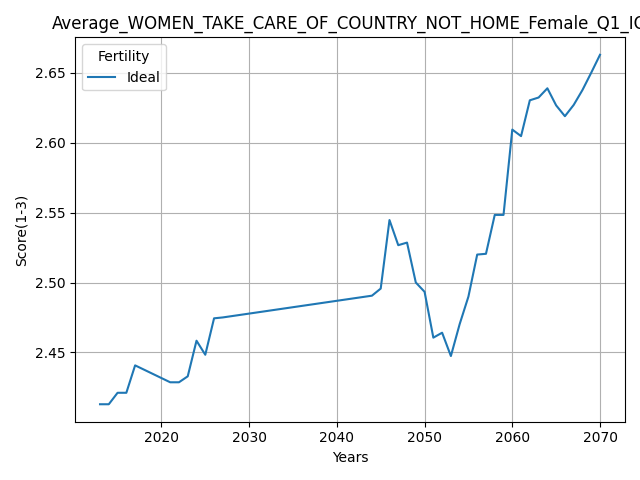 Average_WOMEN_TAKE_CARE_OF_COUNTRY_NOT_HOME_Female_Q1_IC
Fertility
Ideal
Score(1-3)
2.65
2.60
2.55
2.50
2.45
2020 2030 2040 2050 2060 2070
Years